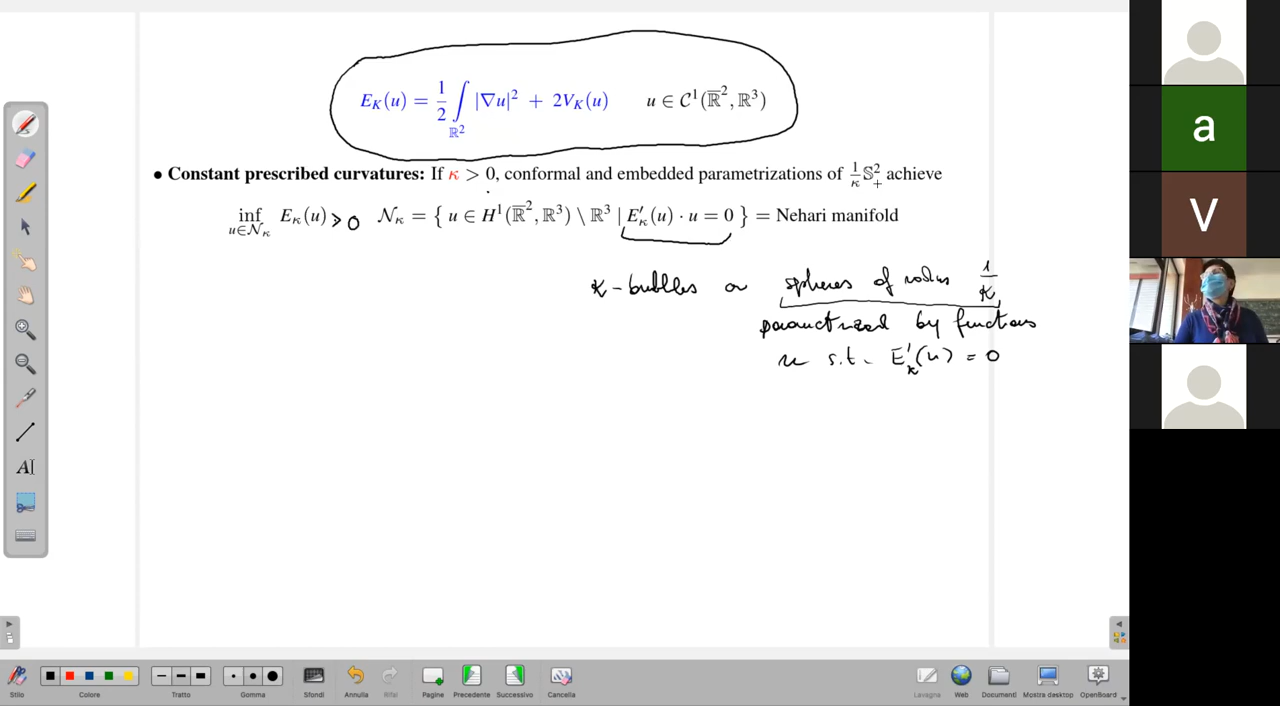 E_K(u) = 1/2 ∫_{ℝ²} |∇u|² + 2V_K(u)   u ∈ C¹(ℝ̅², ℝ³)
• Constant prescribed curvatures: If κ > 0, conformal and embedded parametrizations of 1/κ 𝕊²₊ achieve
inf_{u∈N_κ} E_κ(u) > 0   N_κ = { u ∈ H¹(ℝ̅², ℝ³) \ ℝ³ | E′_κ(u) · u = 0 } = Nehari manifold
K-bubbles or spheres of radius 1/K
parametrized by functions
u s.t. E'_κ(u) = 0
a
V
AI
Stilo
Colore
Tratto
Gomma
Sfondi
Annulla
Rifai
Pagine
Precedente
Successivo
Cancella
Lavagna
Web
Documenti
Mostra desktop
OpenBoard